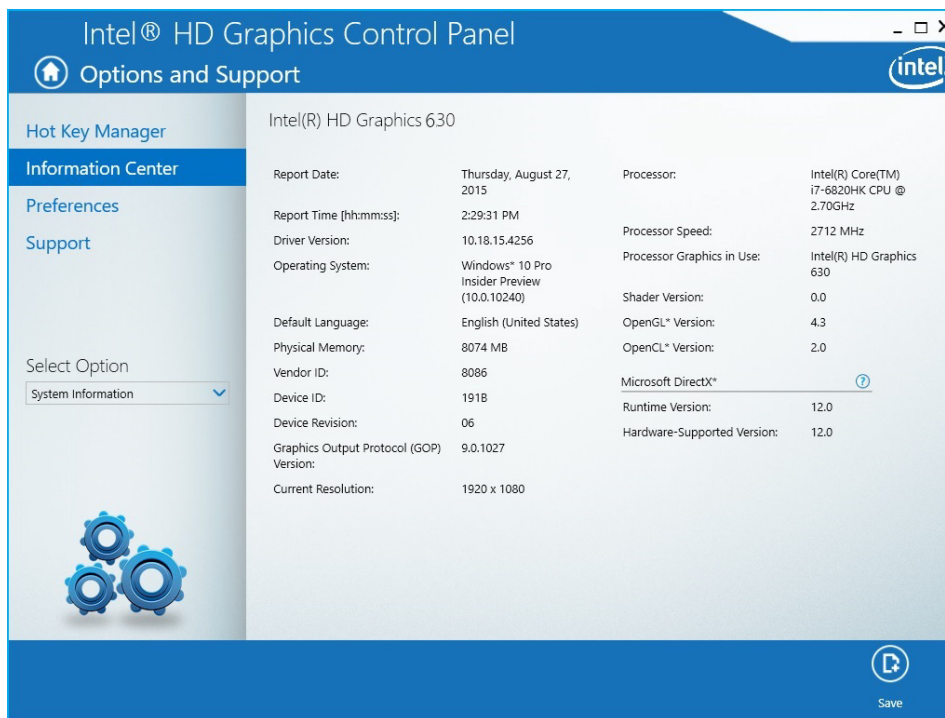 Intel® HD Graphics Control Panel
Options and Support
intel
Hot Key Manager
Information Center
Preferences
Support
Select Option
System Information
Intel(R) HD Graphics 630
Report Date: Thursday, August 27,
2015
Report Time [hh:mm:ss]: 2:29:31 PM
Driver Version: 10.18.15.4256
Operating System: Windows* 10 Pro
Insider Preview
(10.0.10240)
Default Language: English (United States)
Physical Memory: 8074 MB
Vendor ID: 8086
Device ID: 191B
Device Revision: 06
Graphics Output Protocol (GOP) 9.0.1027
Version:
Current Resolution: 1920 x 1080
Processor: Intel(R) Core(TM)
i7-6820HK CPU @
2.70GHz
Processor Speed: 2712 MHz
Processor Graphics in Use: Intel(R) HD Graphics
630
Shader Version: 0.0
OpenGL* Version: 4.3
OpenCL* Version: 2.0
Microsoft DirectX* ?
Runtime Version: 12.0
Hardware-Supported Version: 12.0
Save